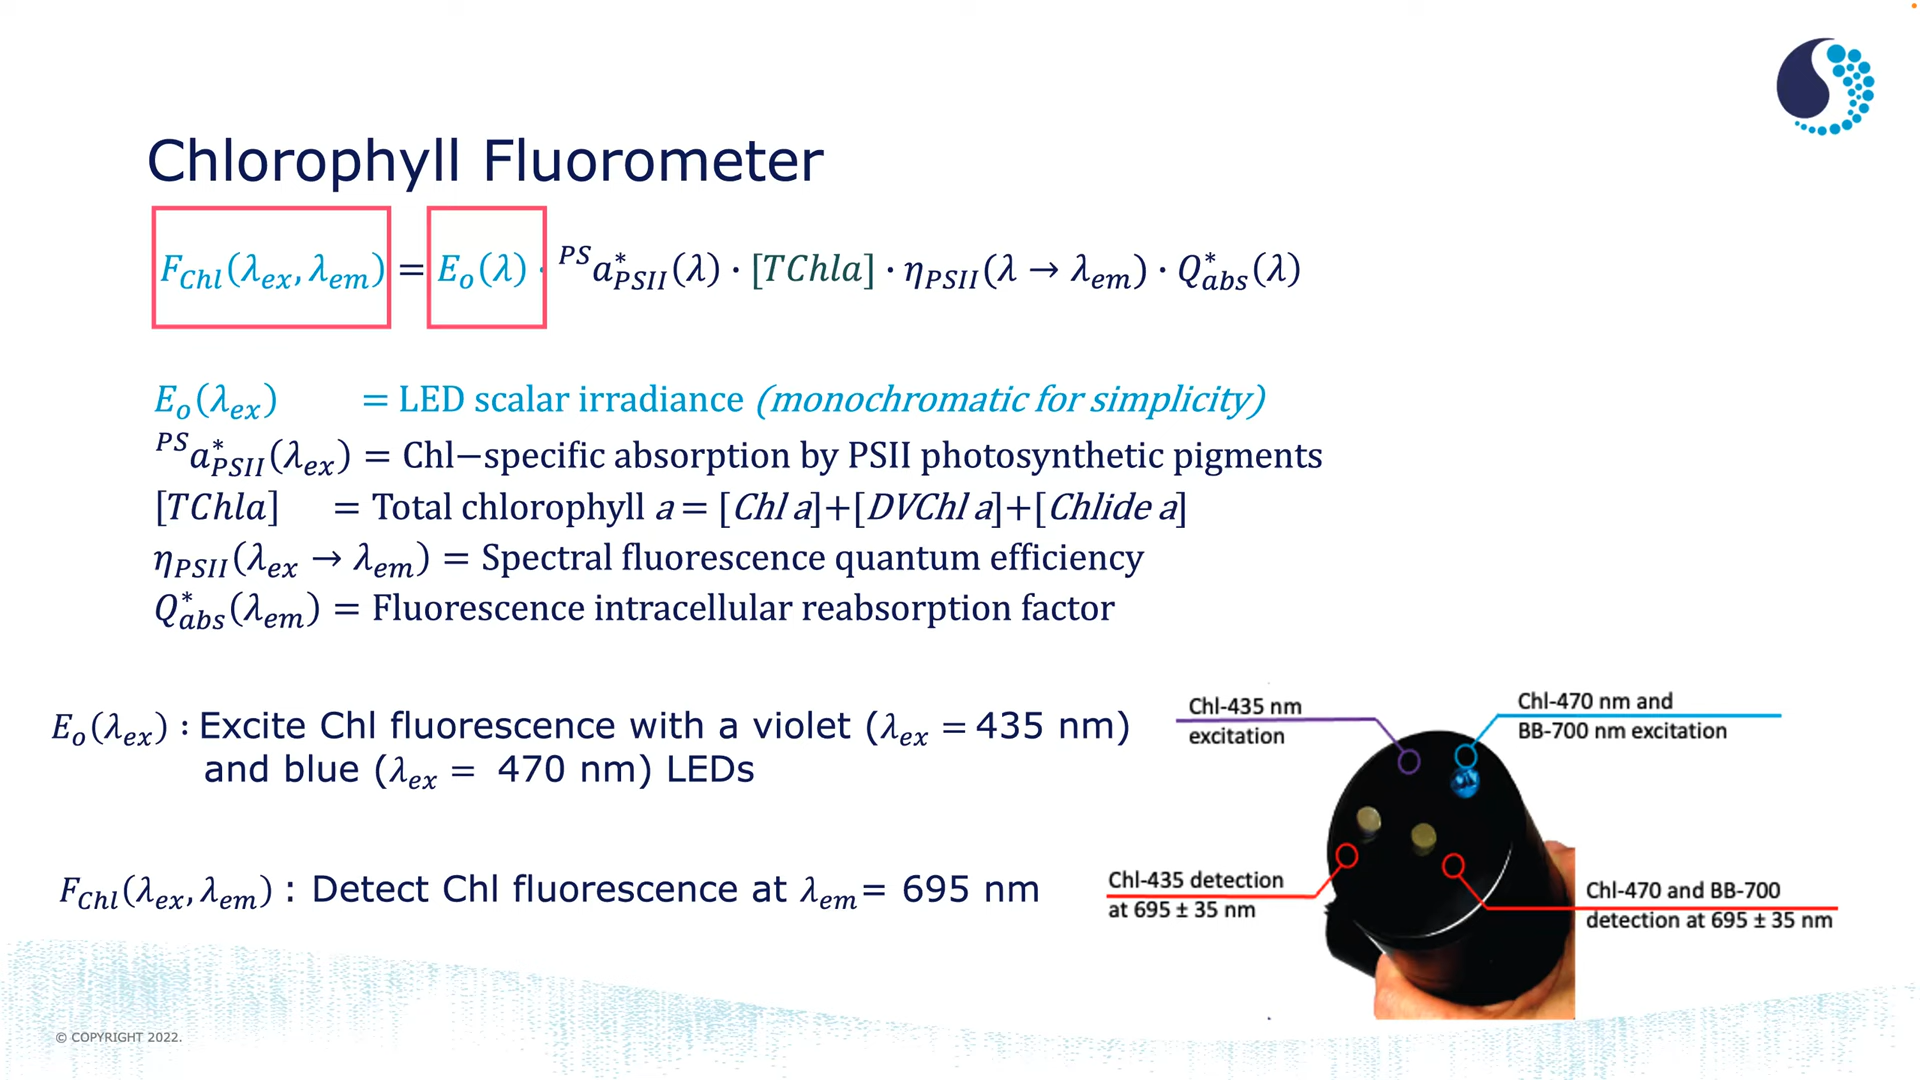 Chlorophyll Fluorometer
F_Chl(λ_ex, λ_em) = E_o(λ) · ^PS a*_PSII(λ) · [TChla] · η_PSII(λ → λ_em) · Q*_abs(λ)
E_o(λ_ex) = LED scalar irradiance (monochromatic for simplicity)
^PS a*_PSII(λ_ex) = Chl−specific absorption by PSII photosynthetic pigments
[TChla] = Total chlorophyll a = [Chl a]+[DVChl a]+[Chlide a]
η_PSII(λ_ex → λ_em) = Spectral fluorescence quantum efficiency
Q*_abs(λ_em) = Fluorescence intracellular reabsorption factor
E_o(λ_ex) : Excite Chl fluorescence with a violet (λ_ex = 435 nm)
and blue (λ_ex = 470 nm) LEDs
F_Chl(λ_ex, λ_em) : Detect Chl fluorescence at λ_em = 695 nm
Chl-435 nm
excitation
Chl-470 nm and
BB-700 nm excitation
Chl-435 detection
at 695 ± 35 nm
Chl-470 and BB-700
detection at 695 ± 35 nm
© COPYRIGHT 2022.